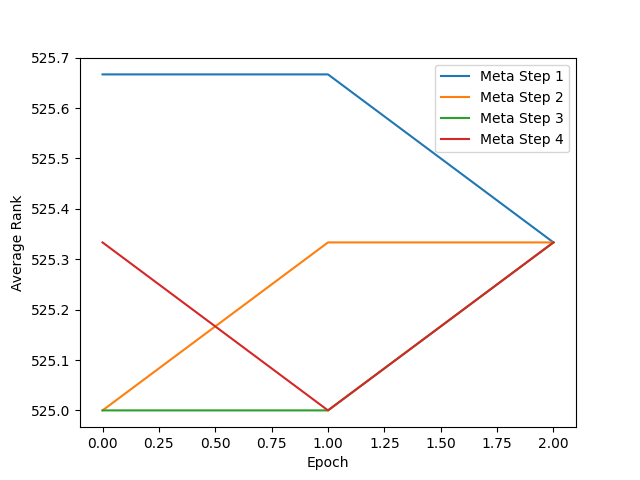 525.7
525.6
525.5
525.4
525.3
525.2
525.1
525.0
Average Rank
Meta Step 1
Meta Step 2
Meta Step 3
Meta Step 4
0.00 0.25 0.50 0.75 1.00 1.25 1.50 1.75 2.00
Epoch